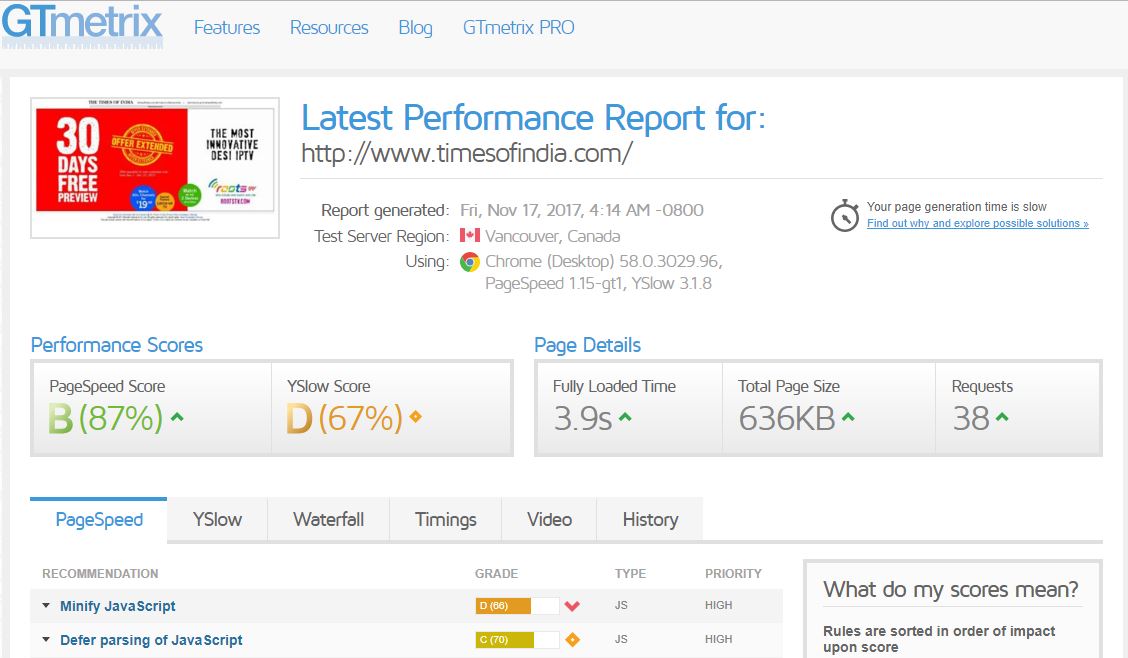 GTmetrix
Features Resources Blog GTmetrix PRO
THE TIMES OF INDIA
30
DAYS
FREE
PREVIEW
OFFER EXTENDED
THE MOST
INNOVATIVE
DESI IPTV
ROOTSTV.COM
Latest Performance Report for:
http://www.timesofindia.com/
Report generated: Fri, Nov 17, 2017, 4:14 AM -0800
Test Server Region: Vancouver, Canada
Using: Chrome (Desktop) 58.0.3029.96,
PageSpeed 1.15-gt1, YSlow 3.1.8
Your page generation time is slow
Find out why and explore possible solutions »
Performance Scores
PageSpeed Score
B (87%)
YSlow Score
D (67%)
Page Details
Fully Loaded Time
3.9s
Total Page Size
636KB
Requests
38
PageSpeed YSlow Waterfall Timings Video History
RECOMMENDATION GRADE TYPE PRIORITY
Minify JavaScript D (66) JS HIGH
Defer parsing of JavaScript C (70) JS HIGH
What do my scores mean?
Rules are sorted in order of impact
upon score